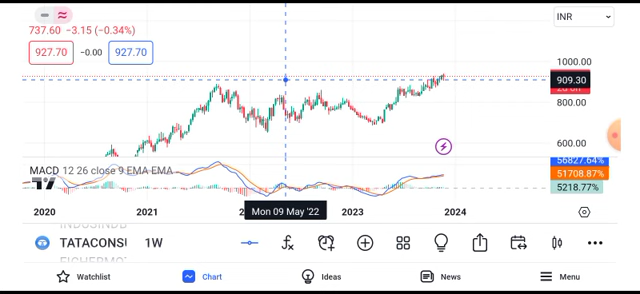 INR
737.60 −3.15 (−0.34%)
927.70 −0.00 927.70
1000.00
909.30
800.00
600.00
MACD 12 26 close 9 EMA EMA
56827.64%
51708.87%
5218.77%
2020 2021 2023 2024
Mon 09 May '22
TATACONSU 1W
Watchlist Chart Ideas News Menu